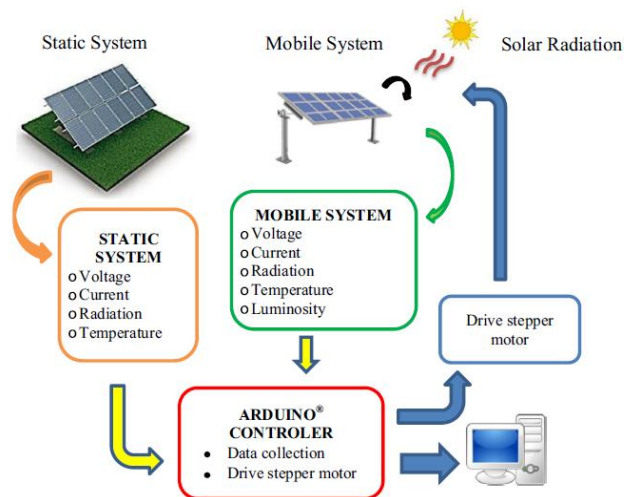 Static System
Mobile System
Solar Radiation
STATIC
SYSTEM
o Voltage
o Current
o Radiation
o Temperature
MOBILE SYSTEM
o Voltage
o Current
o Radiation
o Temperature
o Luminosity
Drive stepper
motor
ARDUINO®
CONTROLER
• Data collection
• Drive stepper motor